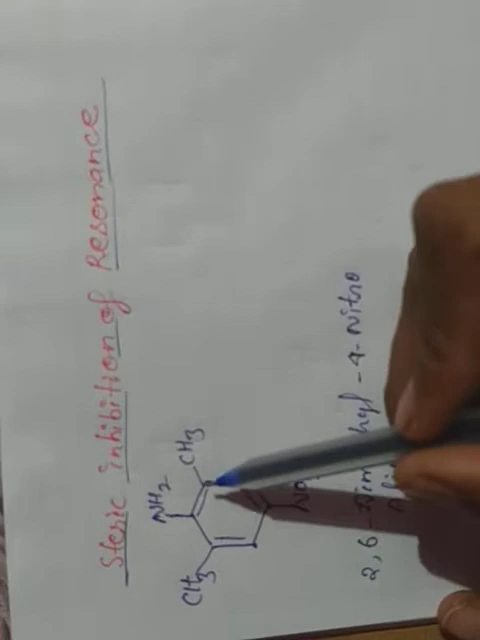 Steric inhibition of Resonance
NH2
CH3
CH3
2,6-
-4-Nitro